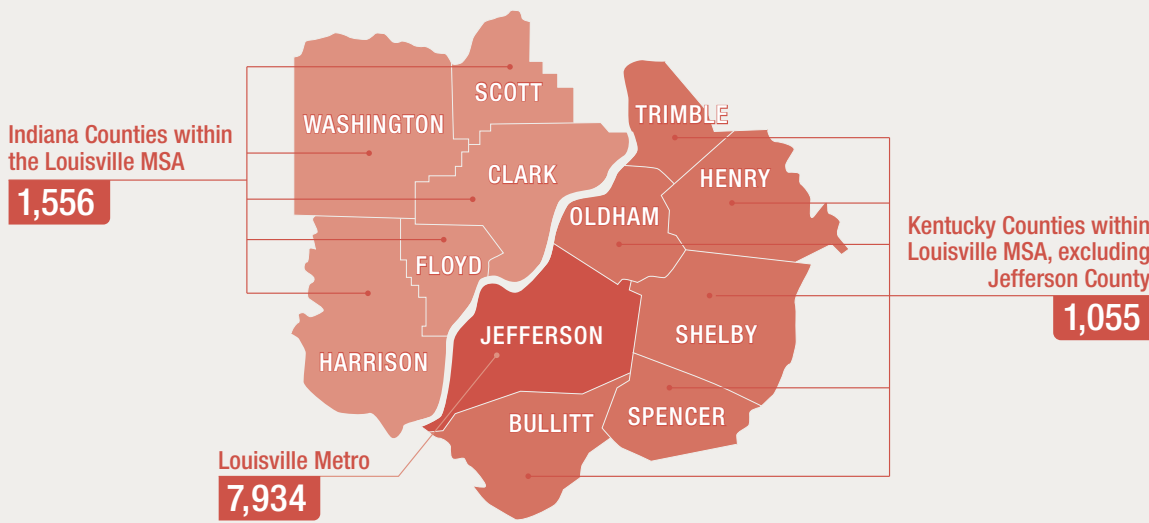 SCOTT
WASHINGTON
TRIMBLE
Indiana Counties within
the Louisville MSA
1,556
CLARK
HENRY
OLDHAM
Kentucky Counties within
Louisville MSA, excluding
Jefferson County
1,055
FLOYD
JEFFERSON
SHELBY
HARRISON
BULLITT
SPENCER
Louisville Metro
7,934